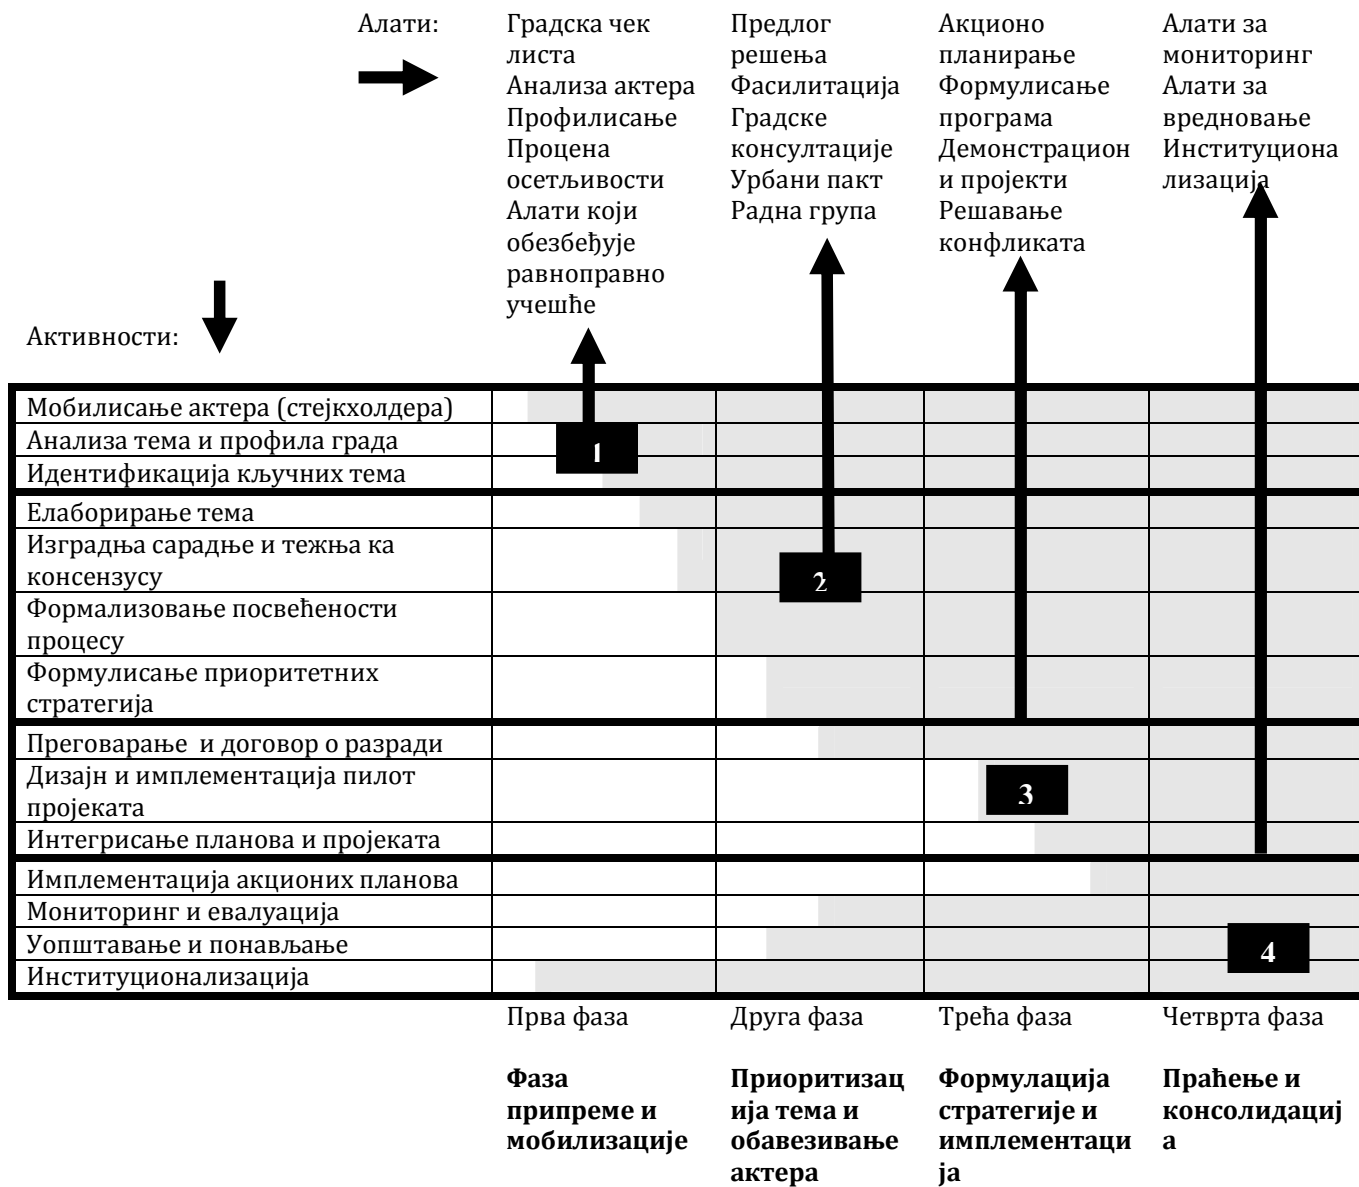 Алати:
Градска чек
листа
Анализа актера
Профилисање
Процена
осетљивости
Алати који
обезбеђује
равноправно
учешће
Предлог
решења
Фасилитација
Градске
консултације
Урбани пакт
Радна група
Акционо
планирање
Формулисање
програма
Демонстрацион
и пројекти
Решавање
конфликата
Алати за
мониторинг
Алати за
вредновање
Институциона
лизација
Активности:
Мобилисање актера (стејкхолдера)
Анализа тема и профила града
Идентификација кључних тема
1
Елаборирање тема
Изградња сарадње и тежња ка
консензусу
2
Формализовање посвећености
процесу
Формулисање приоритетних
стратегија
Преговарање и договор о разради
Дизајн и имплементација пилот
пројеката
3
Интегрисање планова и пројеката
Имплементација акционих планова
Мониторинг и евалуација
Уопштавање и понављање
4
Институционализација
Прва фаза
Друга фаза
Трећа фаза
Четврта фаза
Фаза
припреме и
мобилизације
Приоритизац
ија тема и
обавезивање
актера
Формулација
стратегије и
имплементаци
ја
Праћење и
консолидациј
а